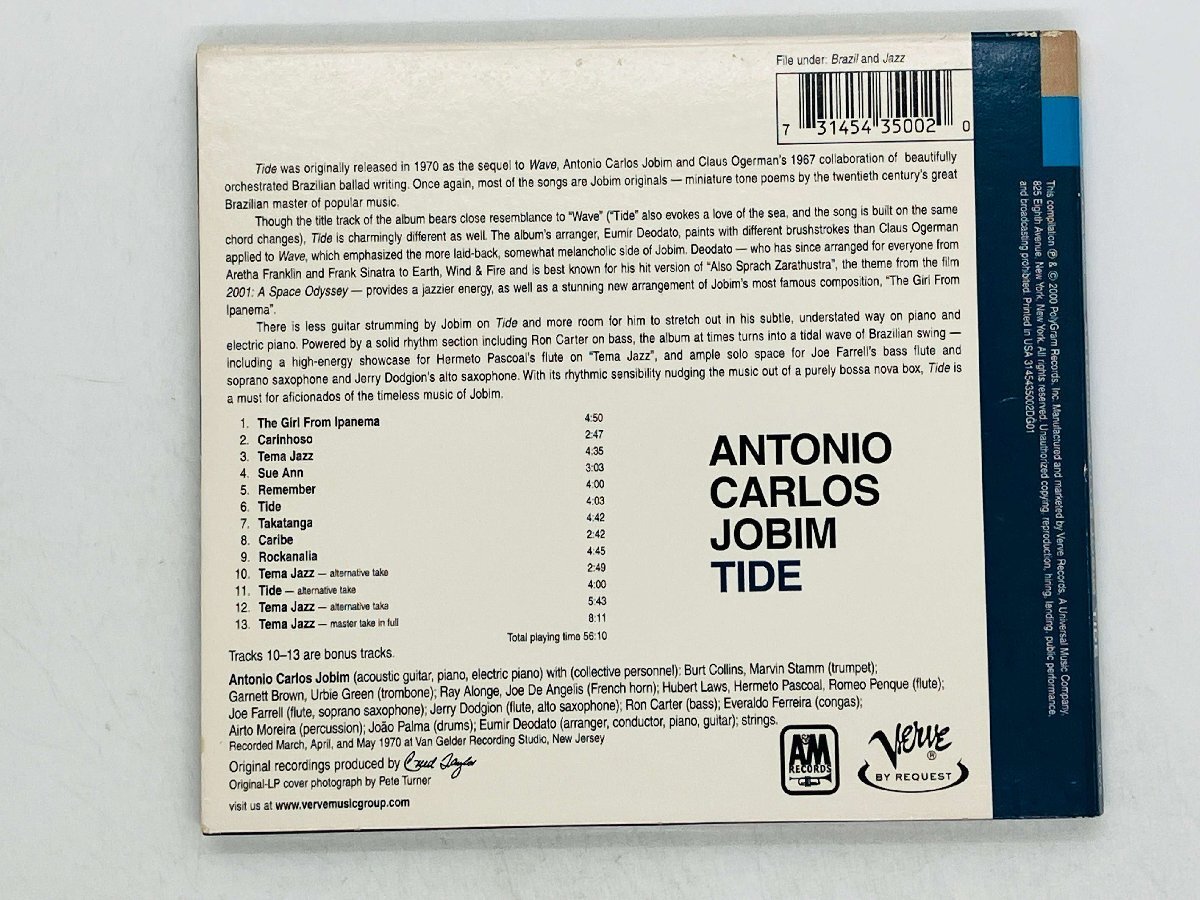 File under: Brazil and Jazz
7 31454 35002 0
Tide was originally released in 1970 as the sequel to Wave, Antonio Carlos Jobim and Claus Ogerman's 1967 collaboration of beautifully
orchestrated Brazilian ballad writing. Once again, most of the songs are Jobim originals — miniature tone poems by the twentieth century's great
Brazilian master of popular music.
Though the title track of the album bears close resemblance to "Wave" ("Tide" also evokes a love of the sea, and the song is built on the same
chord changes), Tide is charmingly different as well. The album's arranger, Eumir Deodato, paints with different brushstrokes than Claus Ogerman
applied to Wave, which emphasized the more laid-back, somewhat melancholic side of Jobim. Deodato — who has since arranged for everyone from
Aretha Franklin and Frank Sinatra to Earth, Wind & Fire and is best known for his hit version of "Also Sprach Zarathustra", the theme from the film
2001: A Space Odyssey — provides a jazzier energy, as well as a stunning new arrangement of Jobim's most famous composition, "The Girl From
Ipanema".
There is less guitar strumming by Jobim on Tide and more room for him to stretch out in his subtle, understated way on piano and
electric piano. Powered by a solid rhythm section including Ron Carter on bass, the album at times turns into a tidal wave of Brazilian swing —
including a high-energy showcase for Hermeto Pascoal's flute on "Tema Jazz", and ample solo space for Joe Farrell's bass flute and
soprano saxophone and Jerry Dodgion's alto saxophone. With its rhythmic sensibility nudging the music out of a purely bossa nova box, Tide is
a must for aficionados of the timeless music of Jobim.
1. The Girl From Ipanema 4:50
2. Carinhoso 2:47
3. Tema Jazz 4:35
4. Sue Ann 3:03
5. Remember 4:00
6. Tide 4:03
7. Takatanga 4:42
8. Caribe 2:42
9. Rockanalia 4:45
10. Tema Jazz — alternative take 2:49
11. Tide — alternative take 4:00
12. Tema Jazz — alternative take 5:43
13. Tema Jazz — master take in full 8:11
Total playing time 56:10
Tracks 10–13 are bonus tracks.
ANTONIO
CARLOS
JOBIM
TIDE
Antonio Carlos Jobim (acoustic guitar, piano, electric piano) with (collective personnel): Burt Collins, Marvin Stamm (trumpet);
Garnett Brown, Urbie Green (trombone); Ray Alonge, Joe De Angelis (French horn); Hubert Laws, Hermeto Pascoal, Romeo Penque (flute);
Joe Farrell (flute, soprano saxophone); Jerry Dodgion (flute, alto saxophone); Ron Carter (bass); Everaldo Ferreira (congas);
Airto Moreira (percussion); João Palma (drums); Eumir Deodato (arranger, conductor, piano, guitar); strings.
Recorded March, April, and May 1970 at Van Gelder Recording Studio, New Jersey
Original recordings produced by Creed Taylor
Original-LP cover photograph by Pete Turner
visit us at www.vervemusicgroup.com
A&M
RECORDS
Verve ®
BY REQUEST
This compilation ℗ & © 2000 PolyGram Records, Inc. Manufactured and marketed by Verve Records, A Universal Music Company,
825 Eighth Avenue, New York, New York. All rights reserved. Unauthorized copying, reproduction, hiring, lending, public performance,
and broadcasting prohibited. Printed in USA 3145435002DG01